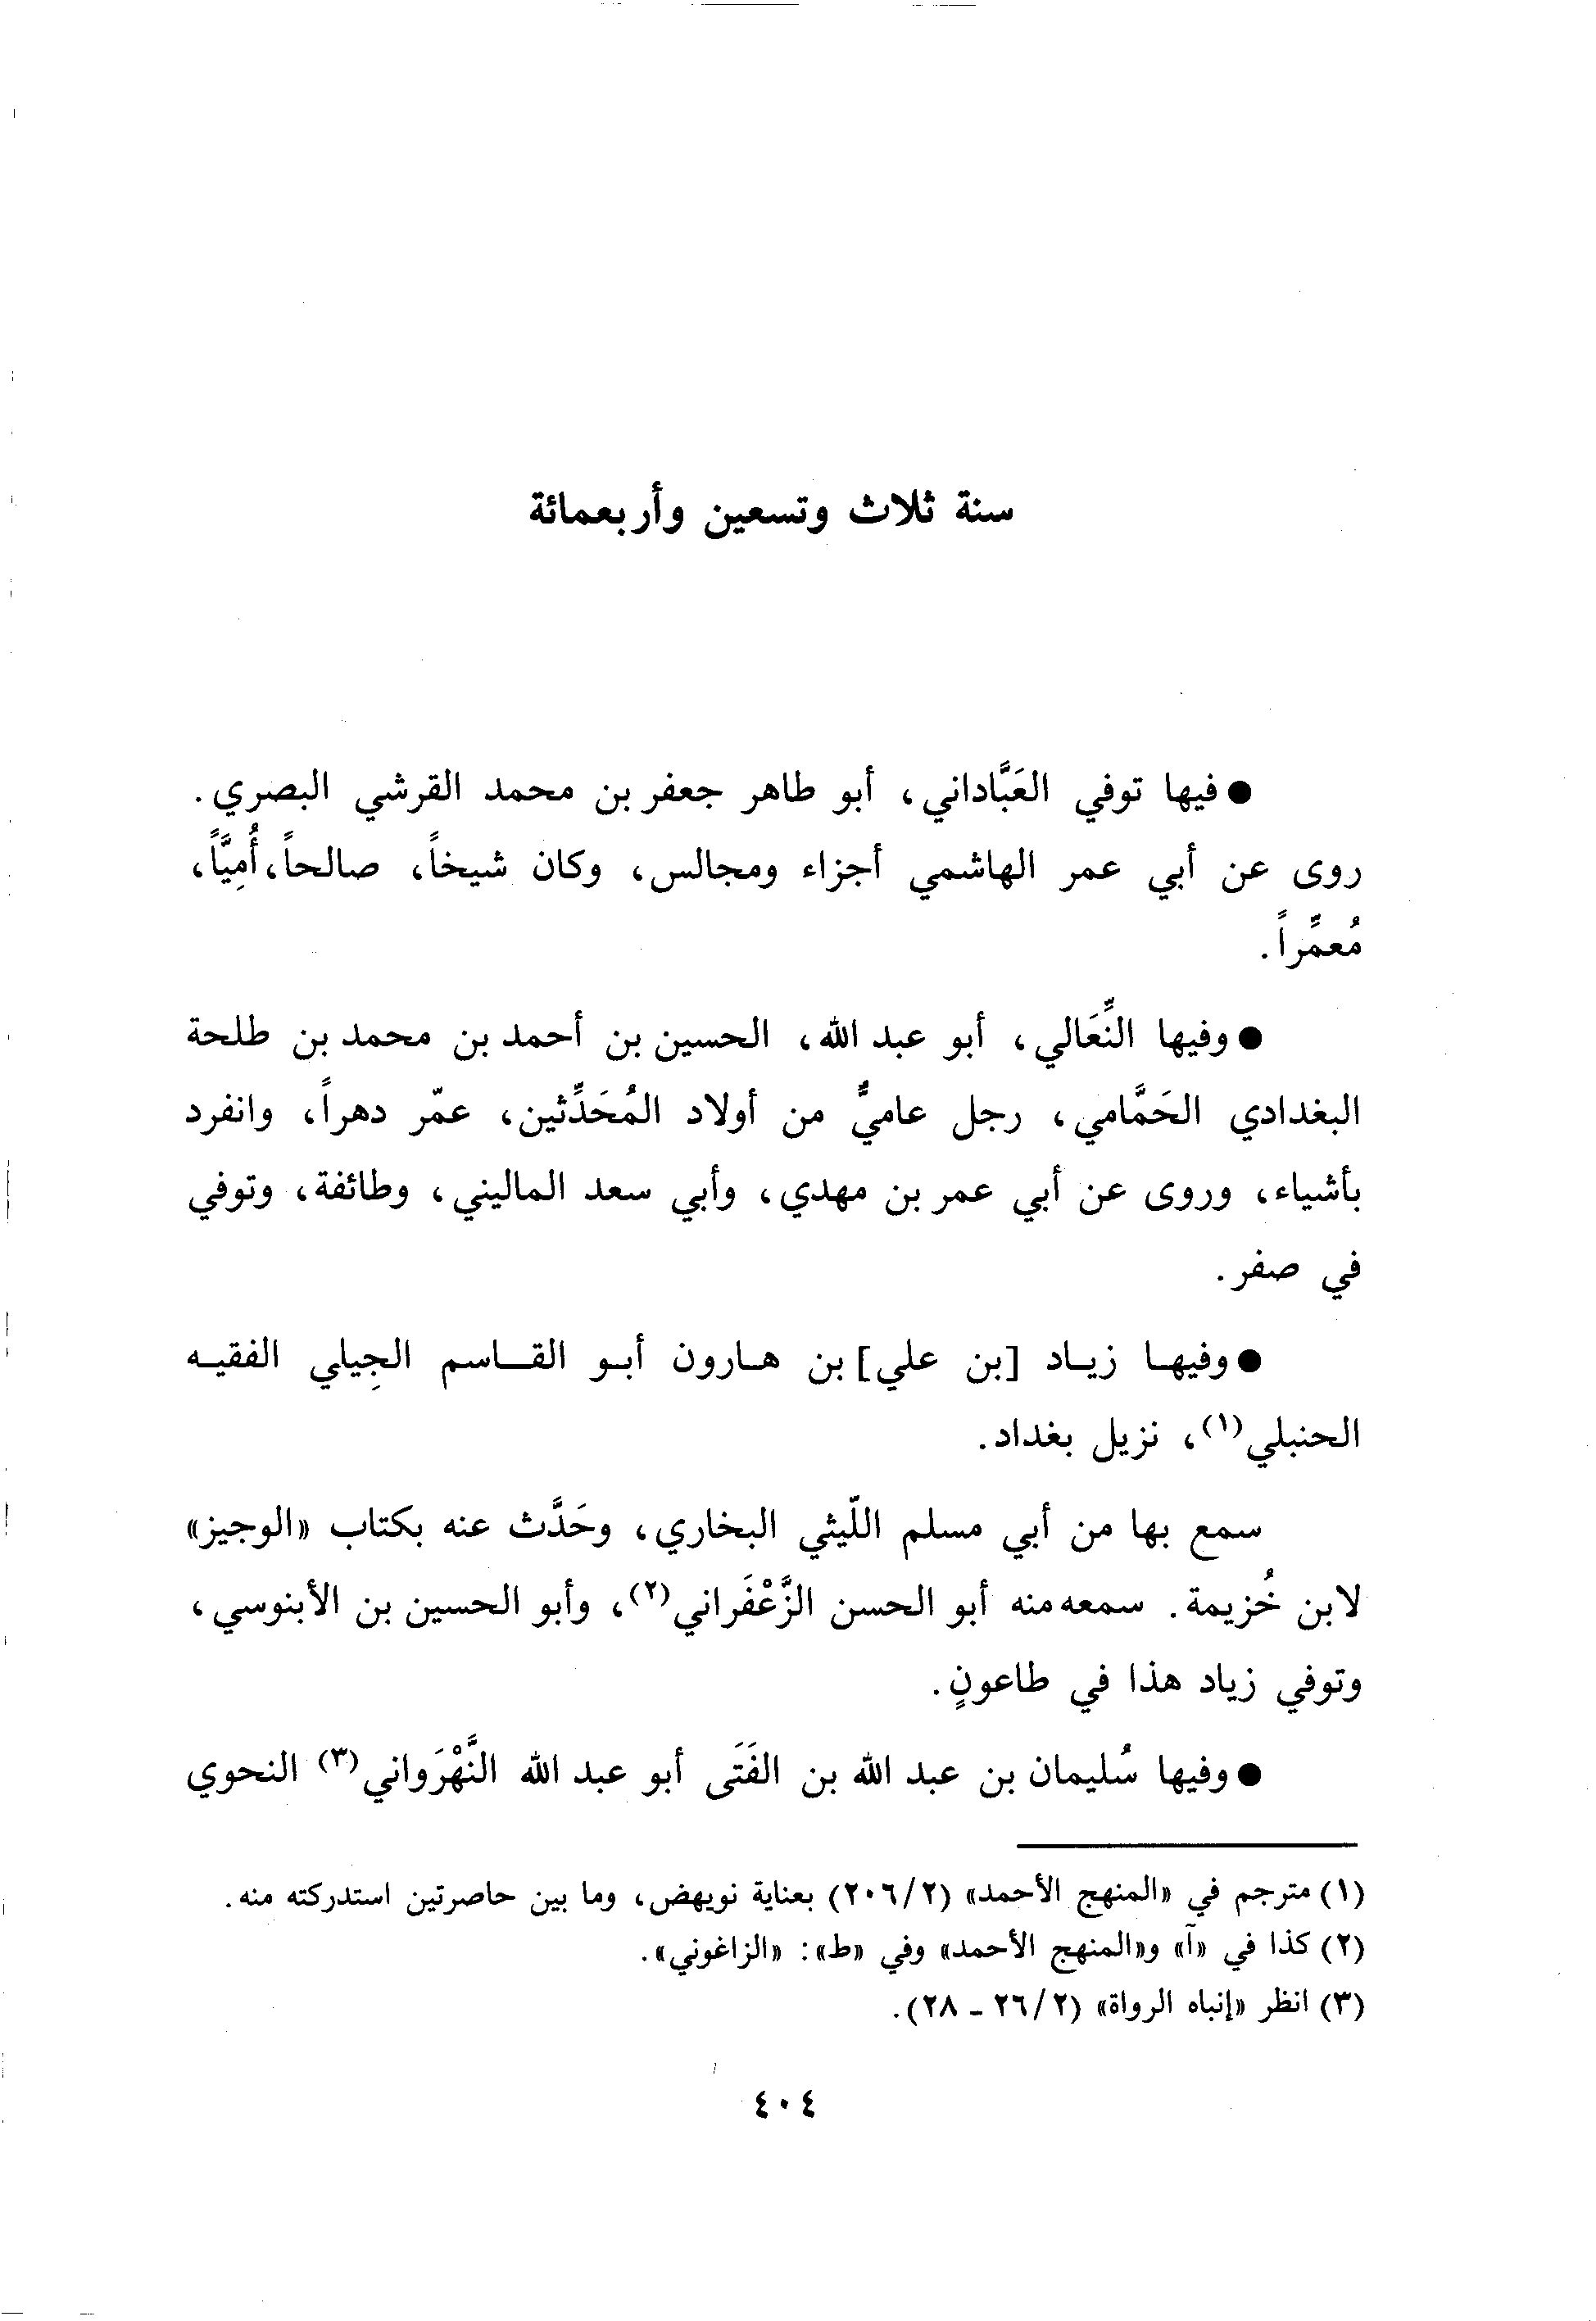 سنة ثلاث وتسعين وأربعمائة
● فيها توفي العَبَّاداني، أبو طاهر جعفر بن محمد القرشي البصري.
روى عن أبي عمر الهاشمي أجزاء ومجالس، وكان شيخاً، صالحاً، أُمِيَّاً،
مُعمَّراً.
● وفيها النِّعَالي، أبو عبد الله، الحسين بن أحمد بن محمد بن طلحة
البغدادي الحَمَّامي، رجل عاميٌّ من أولاد المُحَدِّثين، عمّر دهراً، وانفرد
بأشياء، وروى عن أبي عمر بن مهدي، وأبي سعد الماليني، وطائفة، وتوفي
في صفر.
● وفيها زياد [بن علي] بن هارون أبو القاسم الجِيلي الفقيه
الحنبلي(١)، نزيل بغداد.
سمع بها من أبي مسلم اللّيثي البخاري، وحَدَّث عنه بكتاب «الوجيز»
لابن خُزيمة. سمعه منه أبو الحسن الزَّعْفَراني(٢)، وأبو الحسين بن الأبنوسي،
وتوفي زياد هذا في طاعونٍ.
● وفيها سُليمان بن عبد الله بن الفَتَى أبو عبد الله النَّهْرَواني(٣) النحوي
(١) مترجم في «المنهج الأحمد» (٢/٢٠٦) بعناية نويهض، وما بين حاصرتين استدركته منه.
(٢) كذا في «آ» و«المنهج الأحمد» وفي «ط»: «الزاغوني».
(٣) انظر «إنباه الرواة» (٢/٢٦ - ٢٨).
٤٠٤